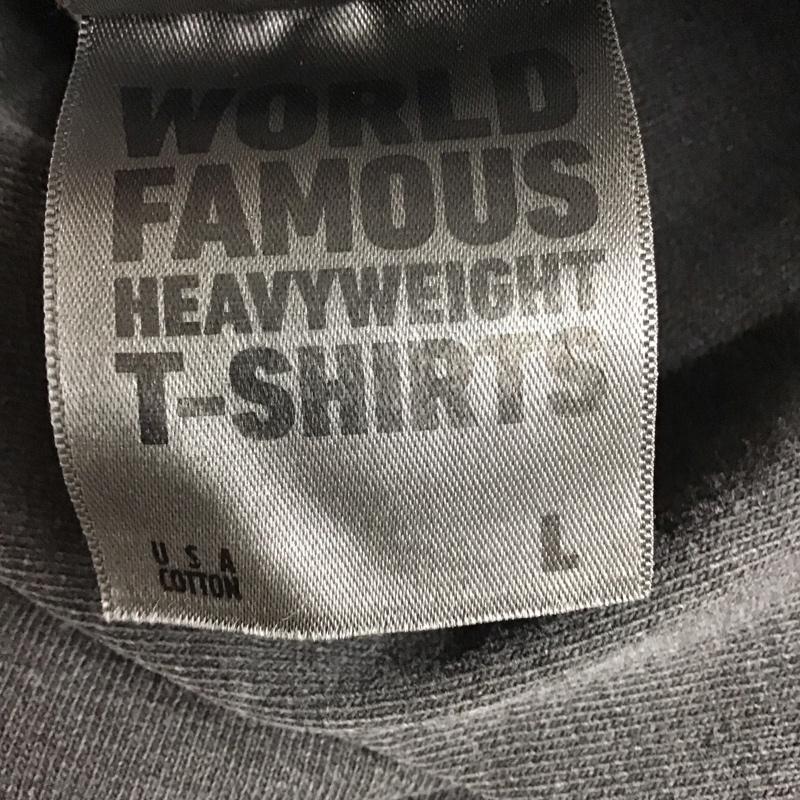 WORLD
FAMOUS
HEAVYWEIGHT
T-SHIRTS
U S A
COTTON
L